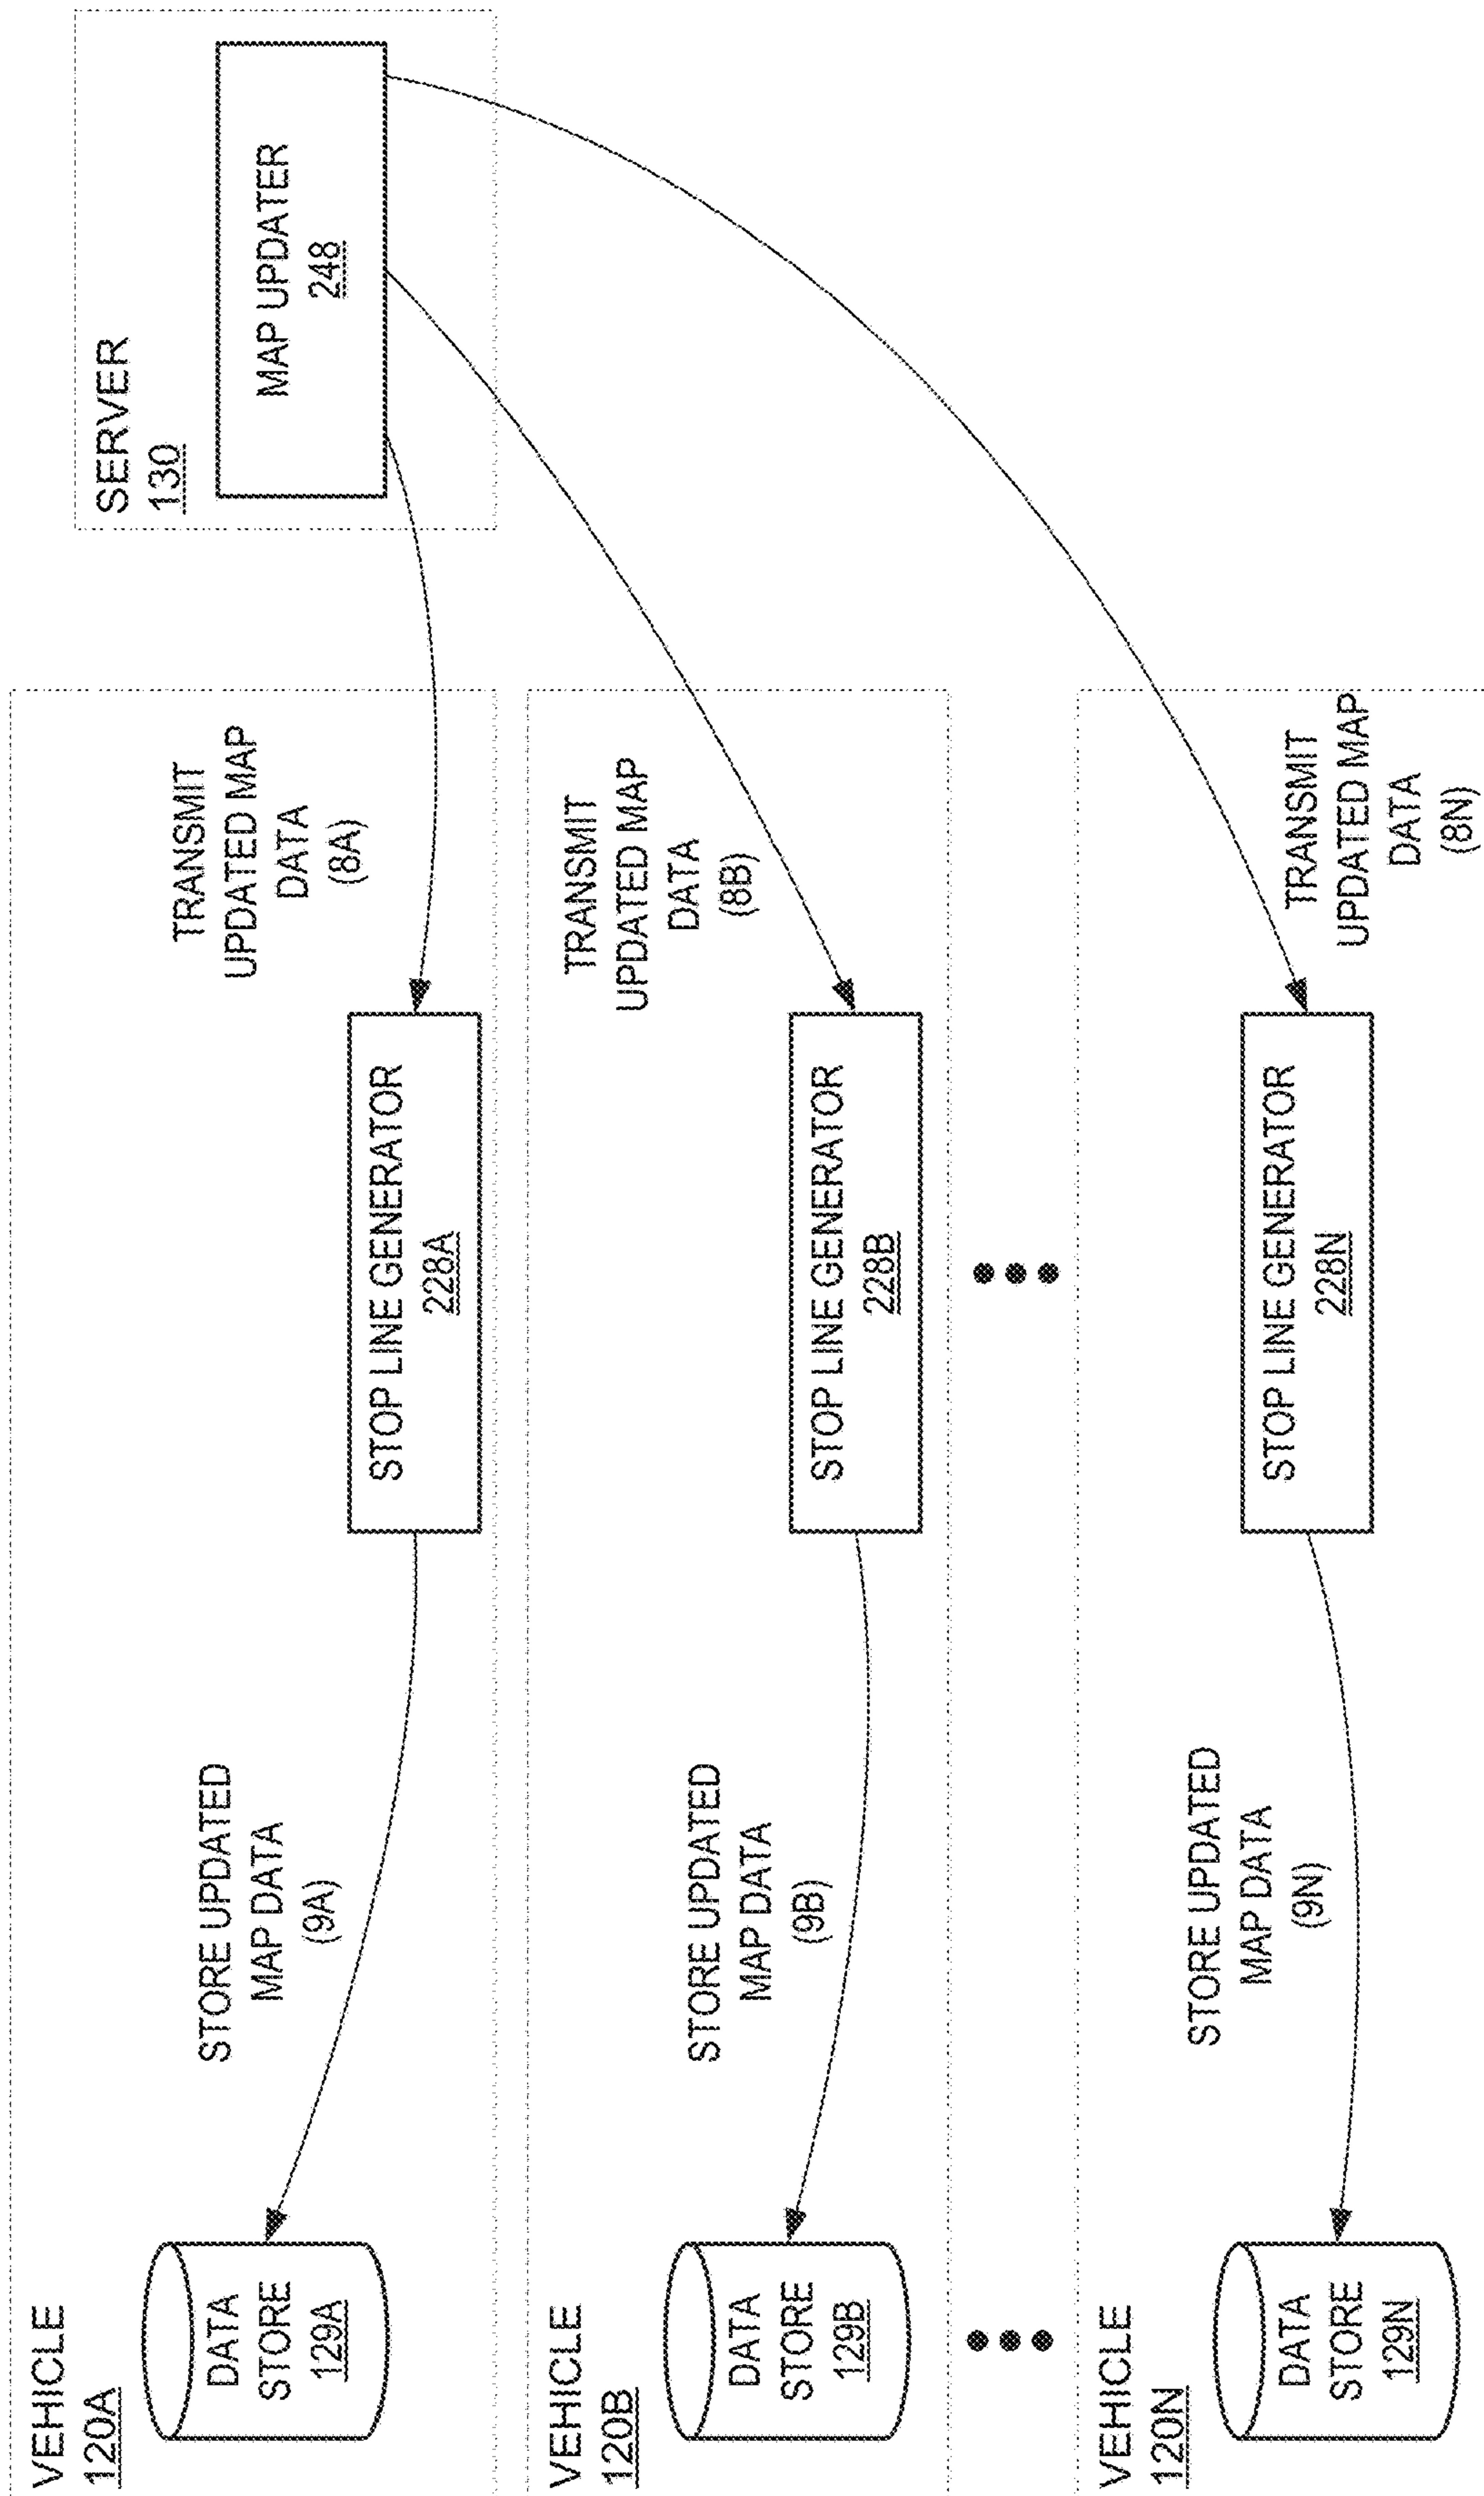 VEHICLE
120A
DATA
STORE
129A
STORE UPDATED
MAP DATA
(9A)
STOP LINE GENERATOR
228A
TRANSMIT
UPDATED MAP
DATA
(8A)
SERVER
130
MAP UPDATER
248
VEHICLE
120B
DATA
STORE
129B
STORE UPDATED
MAP DATA
(9B)
STOP LINE GENERATOR
228B
TRANSMIT
UPDATED MAP
DATA
(8B)
VEHICLE
120N
DATA
STORE
129N
STORE UPDATED
MAP DATA
(9N)
STOP LINE GENERATOR
228N
TRANSMIT
UPDATED MAP
DATA
(8N)